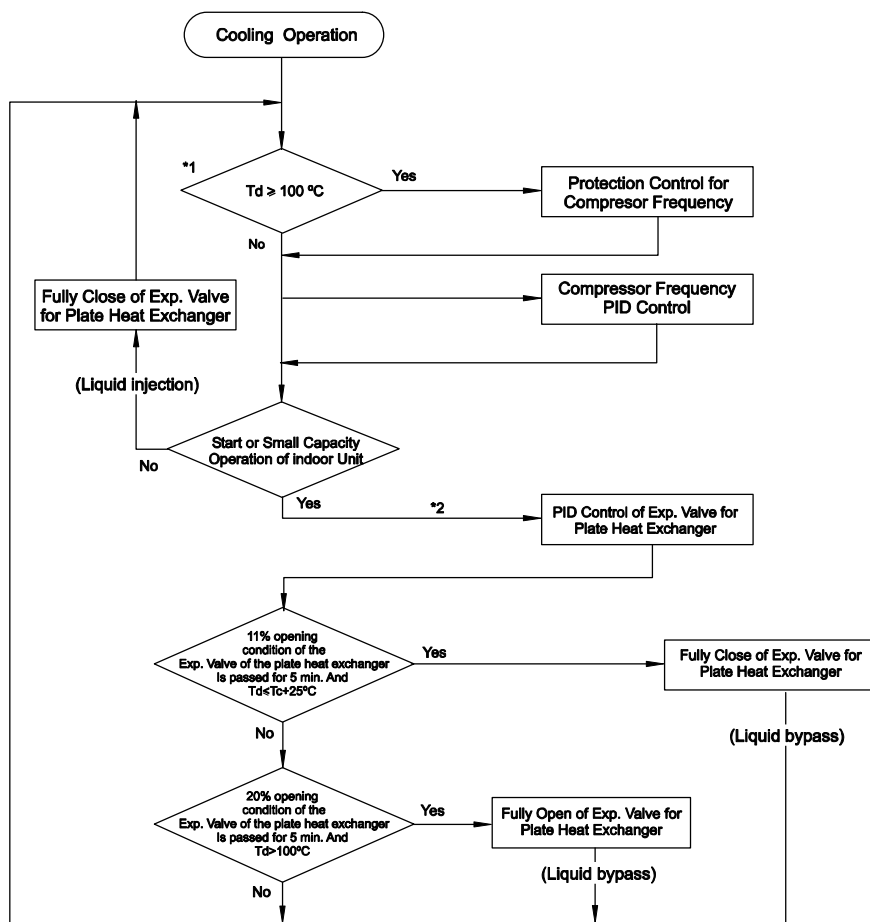 Cooling Operation
*1
Td ≥ 100 ºC
Yes
Protection Control for
Compresor Frequency
No
Fully Close of Exp. Valve
for Plate Heat Exchanger
Compressor Frequency
PID Control
(Liquid injection)
Start or Small Capacity
Operation of indoor Unit
No
Yes
*2
PID Control of Exp. Valve for
Plate Heat Exchanger
11% opening
condition of the
Exp. Valve of the plate heat exchanger
is passed for 5 min. And
Td≤Tc+25ºC
Yes
Fully Close of Exp. Valve for
Plate Heat Exchanger
No
(Liquid bypass)
20% opening
condition of the
Exp. Valve of the plate heat exchanger
is passed for 5 min. And
Td>100ºC
Yes
Fully Open of Exp. Valve for
Plate Heat Exchanger
(Liquid bypass)
No